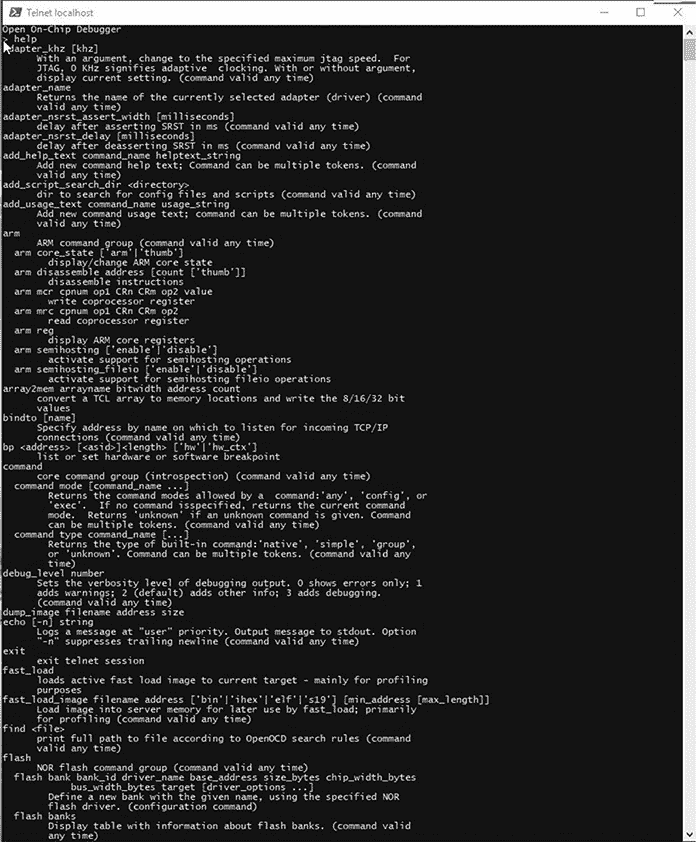 Telnet localhost
Open On-Chip Debugger
> help
adapter_khz [khz]
With an argument, change to the specified maximum jtag speed.  For
JTAG, 0 KHz signifies adaptive  clocking. With or without argument,
display current setting. (command valid any time)
adapter_name
Returns the name of the currently selected adapter (driver) (command
valid any time)
adapter_nsrst_assert_width [milliseconds]
delay after asserting SRST in ms (command valid any time)
adapter_nsrst_delay [milliseconds]
delay after deasserting SRST in ms (command valid any time)
add_help_text command_name helptext_string
Add new command help text; Command can be multiple tokens. (command
valid any time)
add_script_search_dir <directory>
dir to search for config files and scripts (command valid any time)
add_usage_text command_name usage_string
Add new command usage text; command can be multiple tokens. (command
valid any time)
arm
ARM command group (command valid any time)
arm core_state ['arm'|'thumb']
display/change ARM core state
arm disassemble address [count ['thumb']]
disassemble instructions
arm mcr cpnum op1 CRn CRm op2 value
write coprocessor register
arm mrc cpnum op1 CRn CRm op2
read coprocessor register
arm reg
display ARM core registers
arm semihosting ['enable'|'disable']
activate support for semihosting operations
arm semihosting_fileio ['enable'|'disable']
activate support for semihosting fileio operations
array2mem arrayname bitwidth address count
convert a TCL array to memory locations and write the 8/16/32 bit
values
bindto [name]
Specify address by name on which to listen for incoming TCP/IP
connections (command valid any time)
bp <address> [<asid>]<length> ['hw'|'hw_ctx']
list or set hardware or software breakpoint
command
core command group (introspection) (command valid any time)
command mode [command_name ...]
Returns the command modes allowed by a  command:'any', 'config', or
'exec'.  If no command isspecified, returns the current command
mode.  Returns 'unknown' if an unknown command is given. Command
can be multiple tokens. (command valid any time)
command type command_name [...]
Returns the type of built-in command:'native', 'simple', 'group',
or 'unknown'. Command can be multiple tokens. (command valid any
time)
debug_level number
Sets the verbosity level of debugging output. 0 shows errors only; 1
adds warnings; 2 (default) adds other info; 3 adds debugging.
(command valid any time)
dump_image filename address size
echo [-n] string
Logs a message at "user" priority. Output message to stdout. Option
"-n" suppresses trailing newline (command valid any time)
exit
exit telnet session
fast_load
loads active fast load image to current target - mainly for profiling
purposes
fast_load_image filename address ['bin'|'ihex'|'elf'|'s19'] [min_address [max_length]]
Load image into server memory for later use by fast_load; primarily
for profiling (command valid any time)
find <file>
print full path to file according to OpenOCD search rules (command
valid any time)
flash
NOR flash command group (command valid any time)
flash bank bank_id driver_name base_address size_bytes chip_width_bytes
bus_width_bytes target [driver_options ...]
Define a new bank with the given name, using the specified NOR
flash driver. (configuration command)
flash banks
Display table with information about flash banks. (command valid
any time)